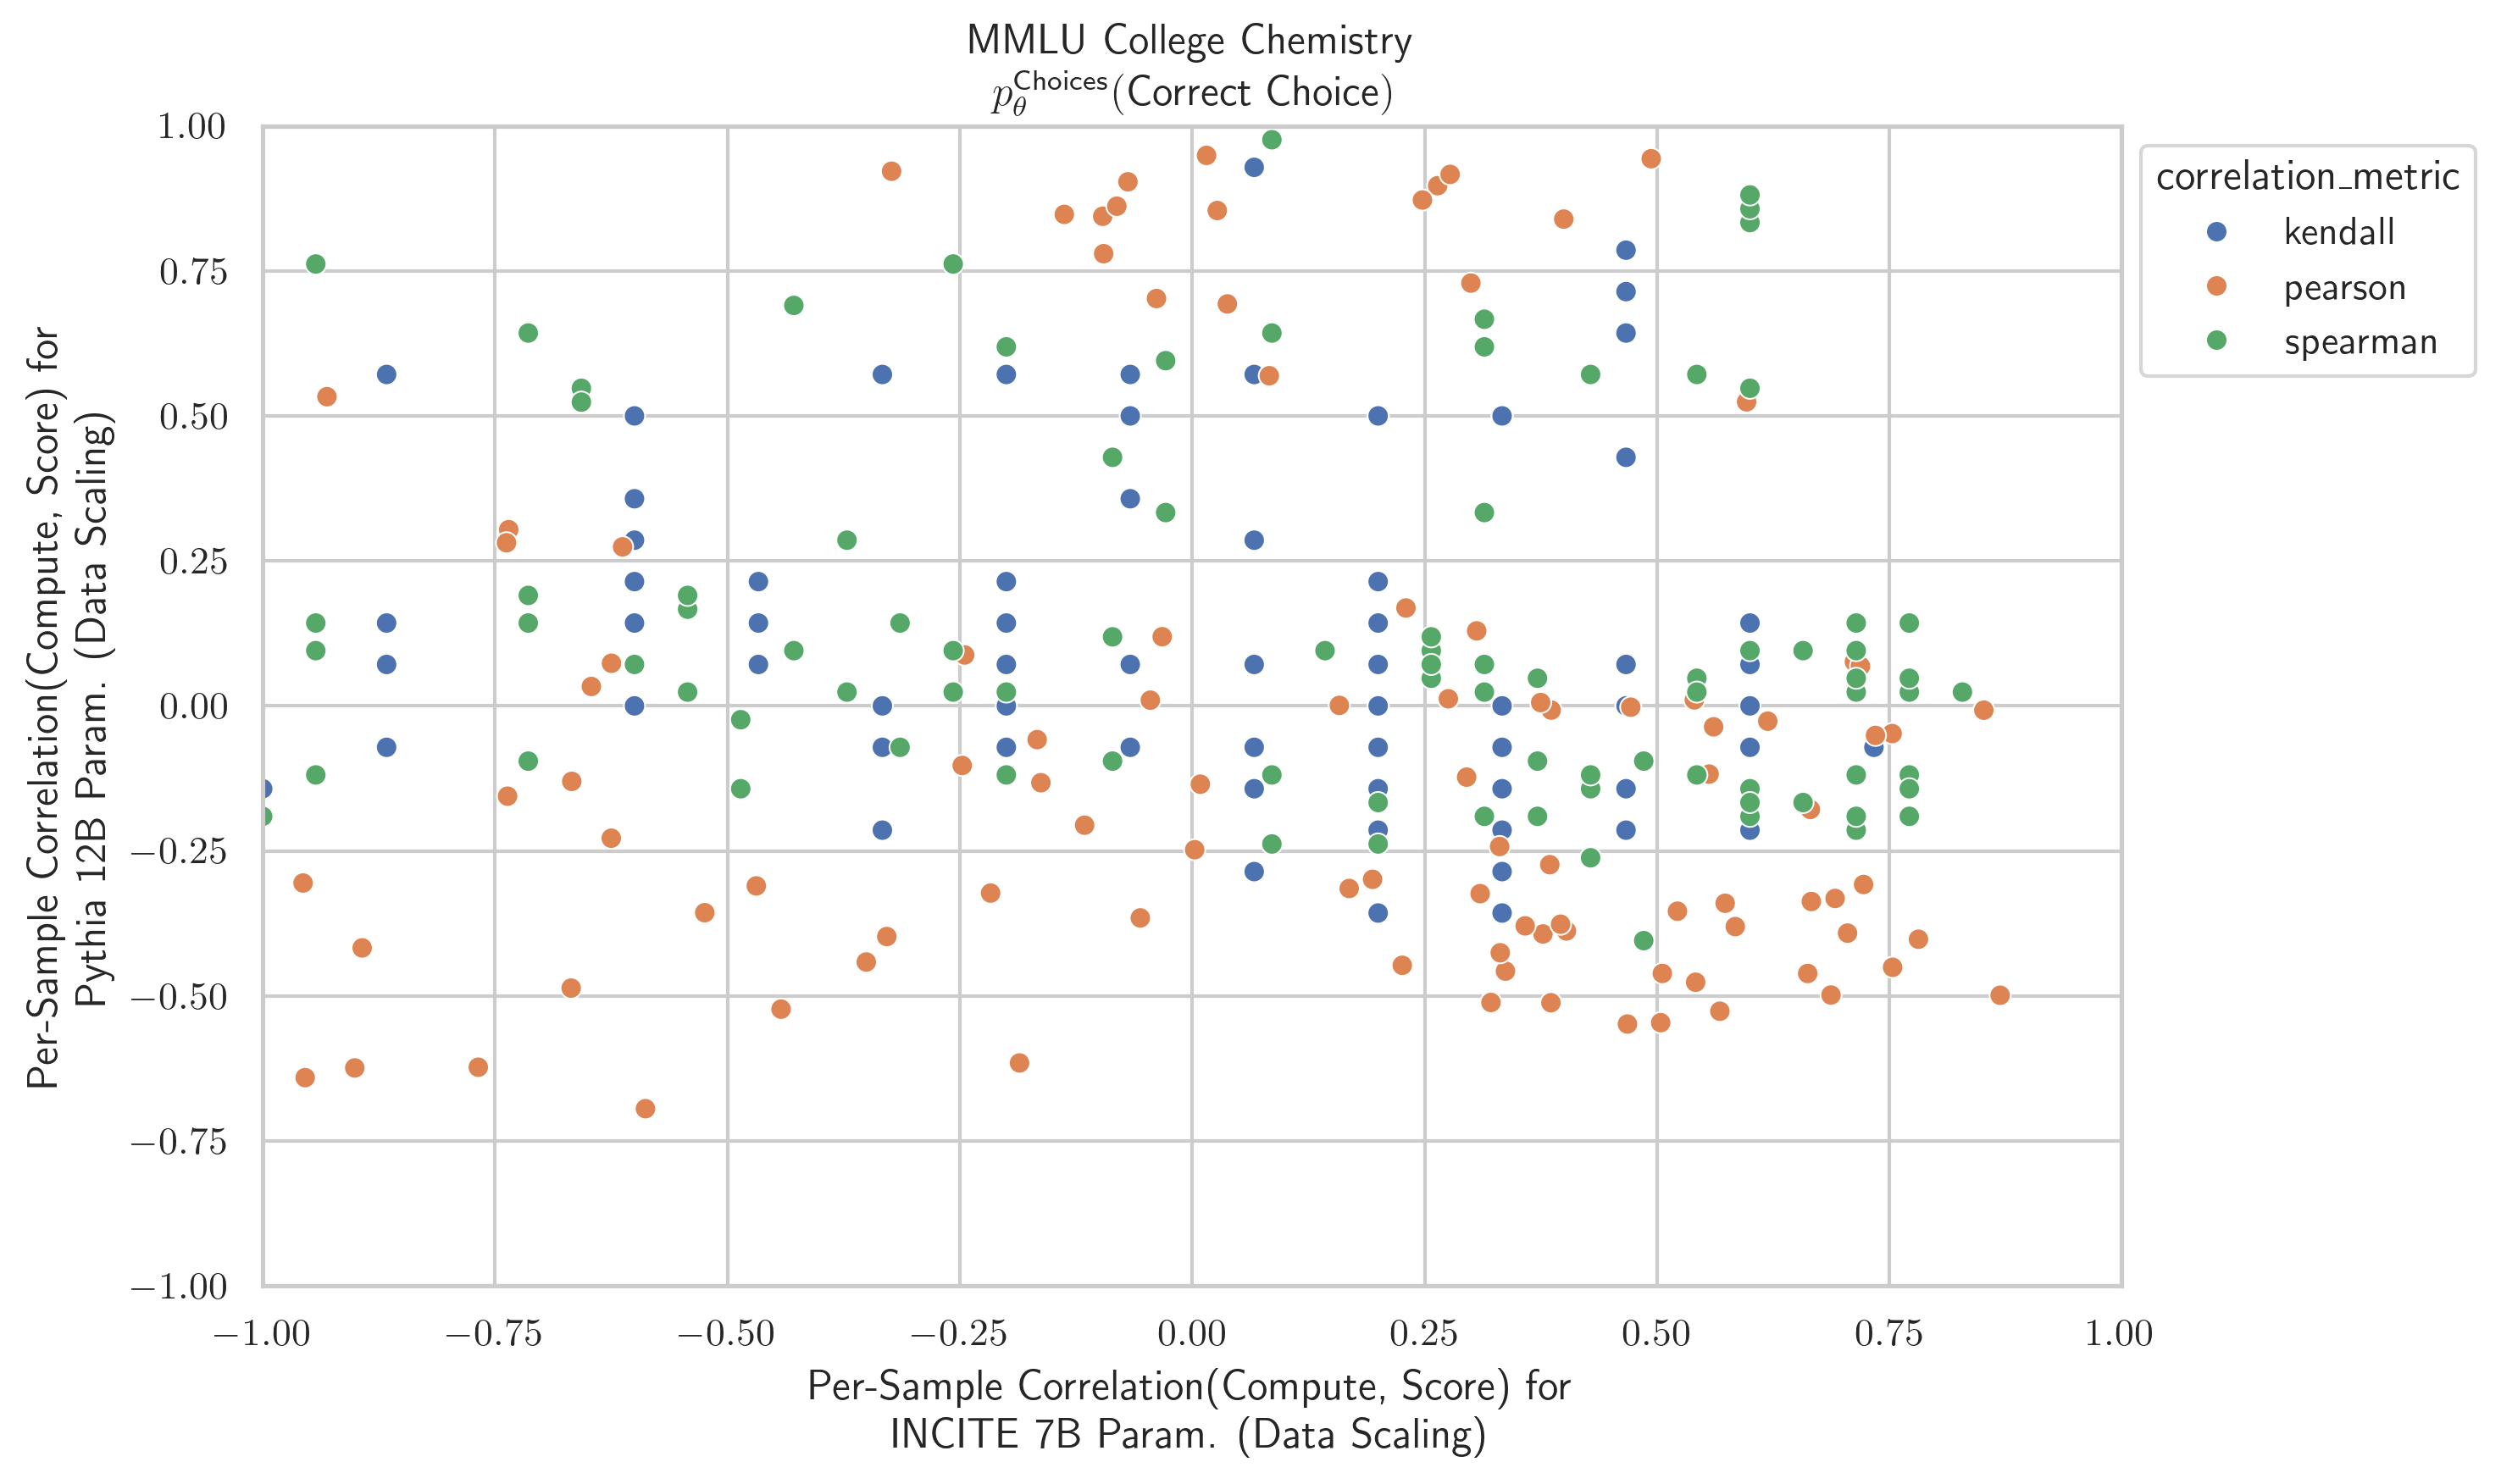 MMLU College Chemistry
p_θ^Choices(Correct Choice)
1.00
0.75
0.50
0.25
0.00
−0.25
−0.50
−0.75
−1.00
Per-Sample Correlation(Compute, Score) for
Pythia 12B Param. (Data Scaling)
correlation_metric
kendall
pearson
spearman
−1.00 −0.75 −0.50 −0.25 0.00 0.25 0.50 0.75 1.00
Per-Sample Correlation(Compute, Score) for
INCITE 7B Param. (Data Scaling)